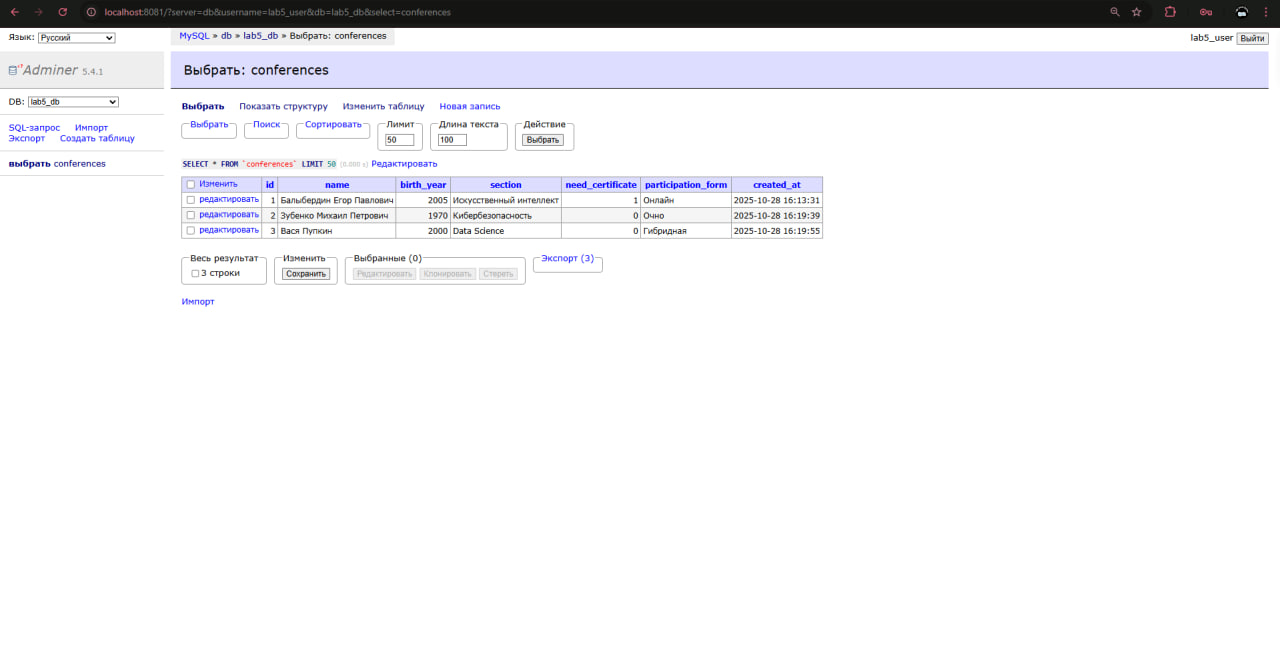 localhost:8081/?server=db&username=lab5_user&db=lab5_db&select=conferences
Язык: Русский
MySQL » db » lab5_db » Выбрать: conferences
lab5_user Выйти
Adminer 5.4.1
Выбрать: conferences
DB: lab5_db
Выбрать Показать структуру Изменить таблицу Новая запись
SQL-запрос Импорт
Экспорт Создать таблицу
Выбрать Поиск Сортировать Лимит Длина текста Действие
50 100 Выбрать
выбрать conferences
SELECT * FROM `conferences` LIMIT 50 (0.000 s) Редактировать
Изменить id name birth_year section need_certificate participation_form created_at
редактировать 1 Балыбердин Егор Павлович 2005 Искусственный интеллект 1 Онлайн 2025-10-28 16:13:31
редактировать 2 Зубенко Михаил Петрович 1970 Кибербезопасность 0 Очно 2025-10-28 16:19:39
редактировать 3 Вася Пупкин 2000 Data Science 0 Гибридная 2025-10-28 16:19:55
Весь результат Изменить Выбранные (0) Экспорт (3)
3 строки Сохранить Редактировать Клонировать Стереть
Импорт